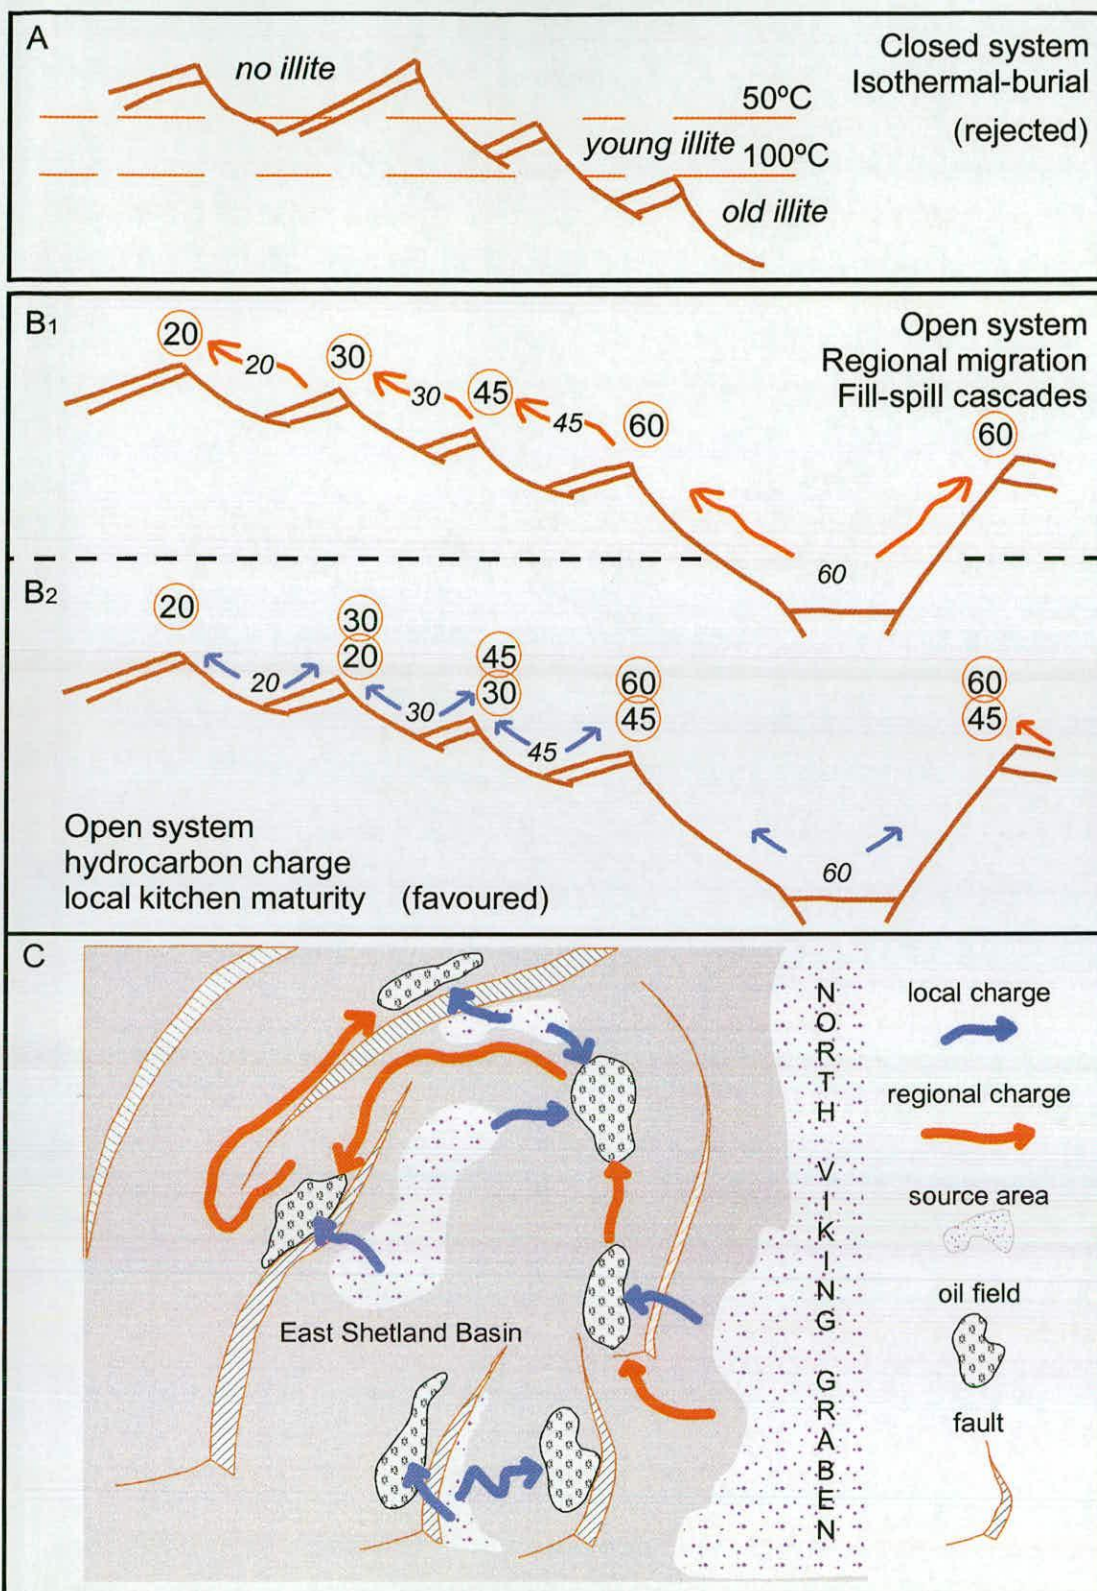 A
Closed system
Isothermal-burial
(rejected)
no illite
50ºC
young illite
100ºC
old illite
B1
Open system
Regional migration
Fill-spill cascades
20
20
30
30
45
45
60
60
60
B2
20
20
30
20
30
45
30
45
60
45
60
60
45
Open system
hydrocarbon charge
local kitchen maturity (favoured)
C
NORTH VIKING GRABEN
East Shetland Basin
local charge
regional charge
source area
oil field
fault